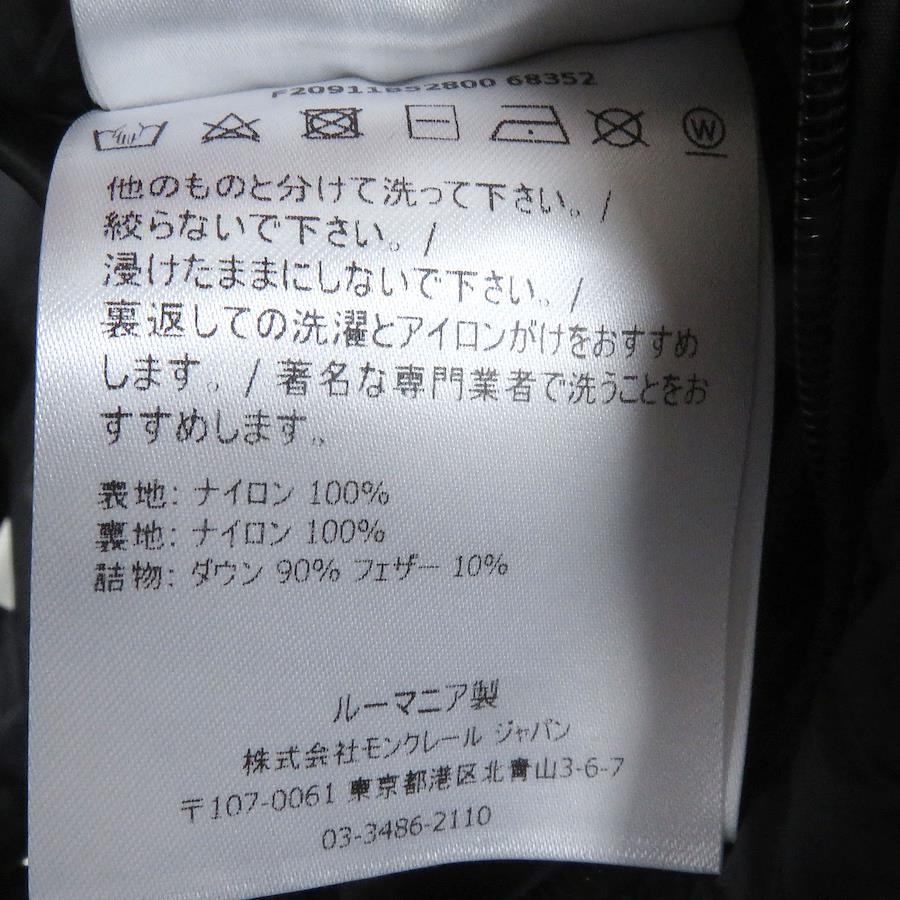 F20911B52800 68352
W
他のものと分けて洗って下さい。/
絞らないで下さい。/
浸けたままにしないで下さい。/
裏返しての洗濯とアイロンがけをおすすめ
します。/ 著名な専門業者で洗うことをお
すすめします。
表地: ナイロン 100%
裏地: ナイロン 100%
詰物: ダウン 90% フェザー 10%
ルーマニア製
株式会社モンクレール ジャパン
〒107-0061 東京都港区北青山3-6-7
03-3486-2110